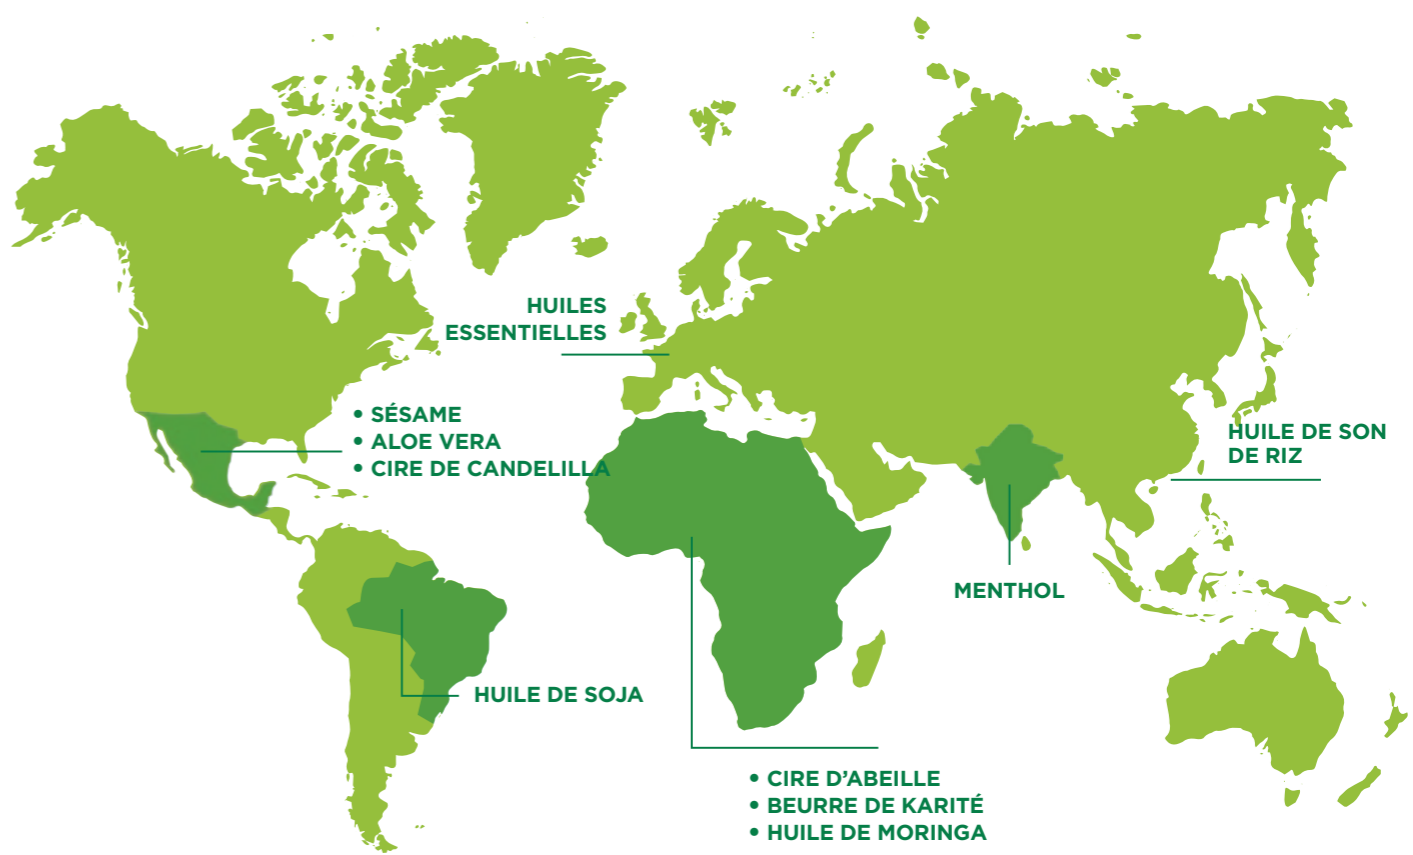 HUILES
ESSENTIELLES
• SÉSAME
• ALOE VERA
• CIRE DE CANDELILLA
HUILE DE SON
DE RIZ
MENTHOL
HUILE DE SOJA
• CIRE D’ABEILLE
• BEURRE DE KARITÉ
• HUILE DE MORINGA